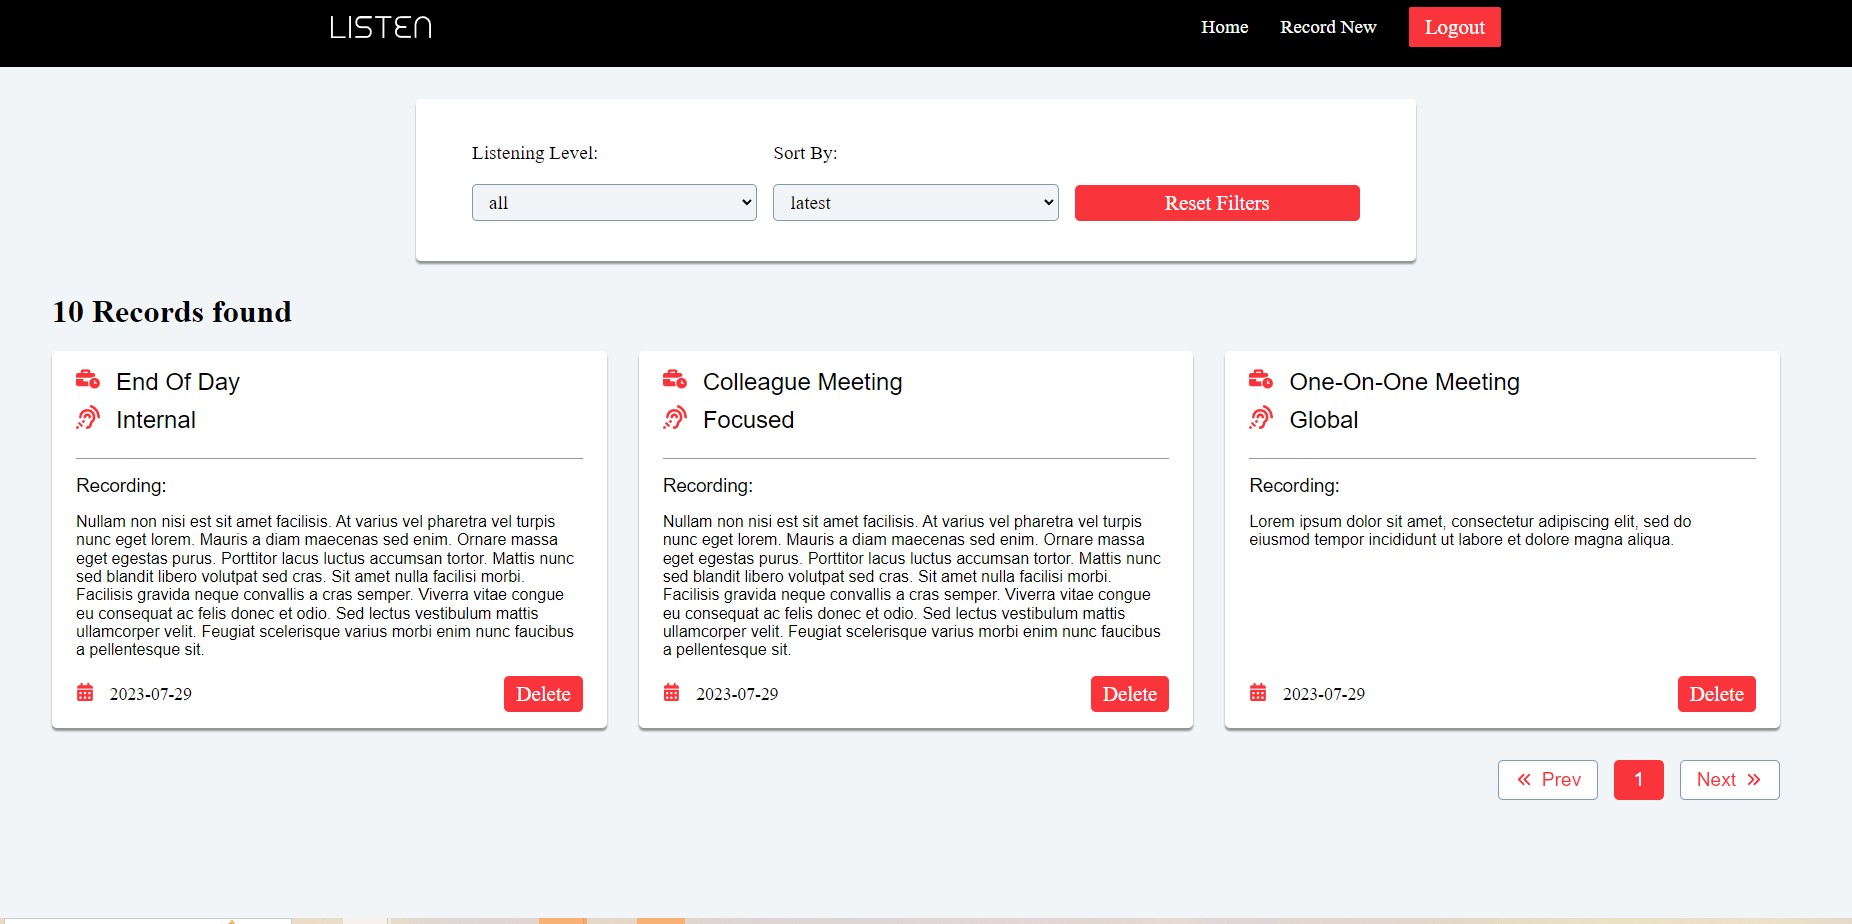 LISTEN
Home Record New Logout
Listening Level: Sort By:
all latest Reset Filters
10 Records found
End Of Day
Internal
Recording:
Nullam non nisi est sit amet facilisis. At varius vel pharetra vel turpis
nunc eget lorem. Mauris a diam maecenas sed enim. Ornare massa
eget egestas purus. Porttitor lacus luctus accumsan tortor. Mattis nunc
sed blandit libero volutpat sed cras. Sit amet nulla facilisi morbi.
Facilisis gravida neque convallis a cras semper. Viverra vitae congue
eu consequat ac felis donec et odio. Sed lectus vestibulum mattis
ullamcorper velit. Feugiat scelerisque varius morbi enim nunc faucibus
a pellentesque sit.
2023-07-29 Delete
Colleague Meeting
Focused
Recording:
Nullam non nisi est sit amet facilisis. At varius vel pharetra vel turpis
nunc eget lorem. Mauris a diam maecenas sed enim. Ornare massa
eget egestas purus. Porttitor lacus luctus accumsan tortor. Mattis nunc
sed blandit libero volutpat sed cras. Sit amet nulla facilisi morbi.
Facilisis gravida neque convallis a cras semper. Viverra vitae congue
eu consequat ac felis donec et odio. Sed lectus vestibulum mattis
ullamcorper velit. Feugiat scelerisque varius morbi enim nunc faucibus
a pellentesque sit.
2023-07-29 Delete
One-On-One Meeting
Global
Recording:
Lorem ipsum dolor sit amet, consectetur adipiscing elit, sed do
eiusmod tempor incididunt ut labore et dolore magna aliqua.
2023-07-29 Delete
« Prev 1 Next »